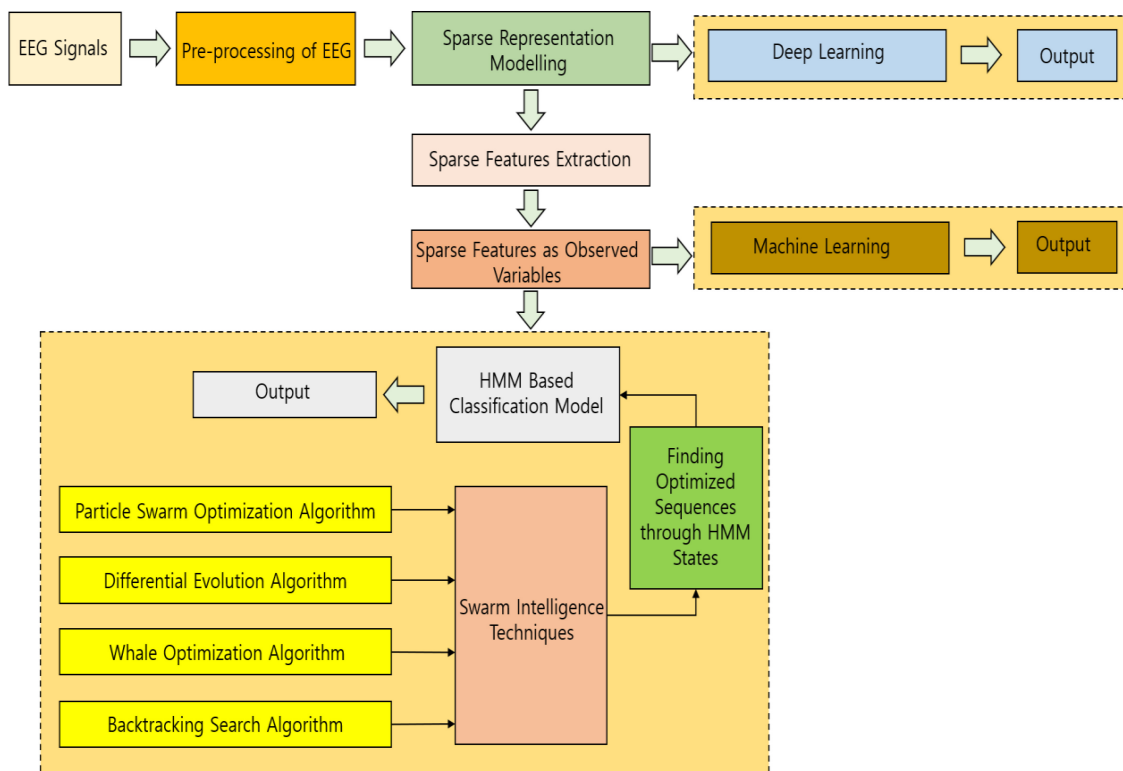 EEG Signals
Pre-processing of EEG
Sparse Representation
Modelling
Deep Learning
Output
Sparse Features Extraction
Sparse Features as Observed
Variables
Machine Learning
Output
Output
HMM Based
Classification Model
Finding
Optimized
Sequences
through HMM
States
Particle Swarm Optimization Algorithm
Differential Evolution Algorithm
Whale Optimization Algorithm
Backtracking Search Algorithm
Swarm Intelligence
Techniques